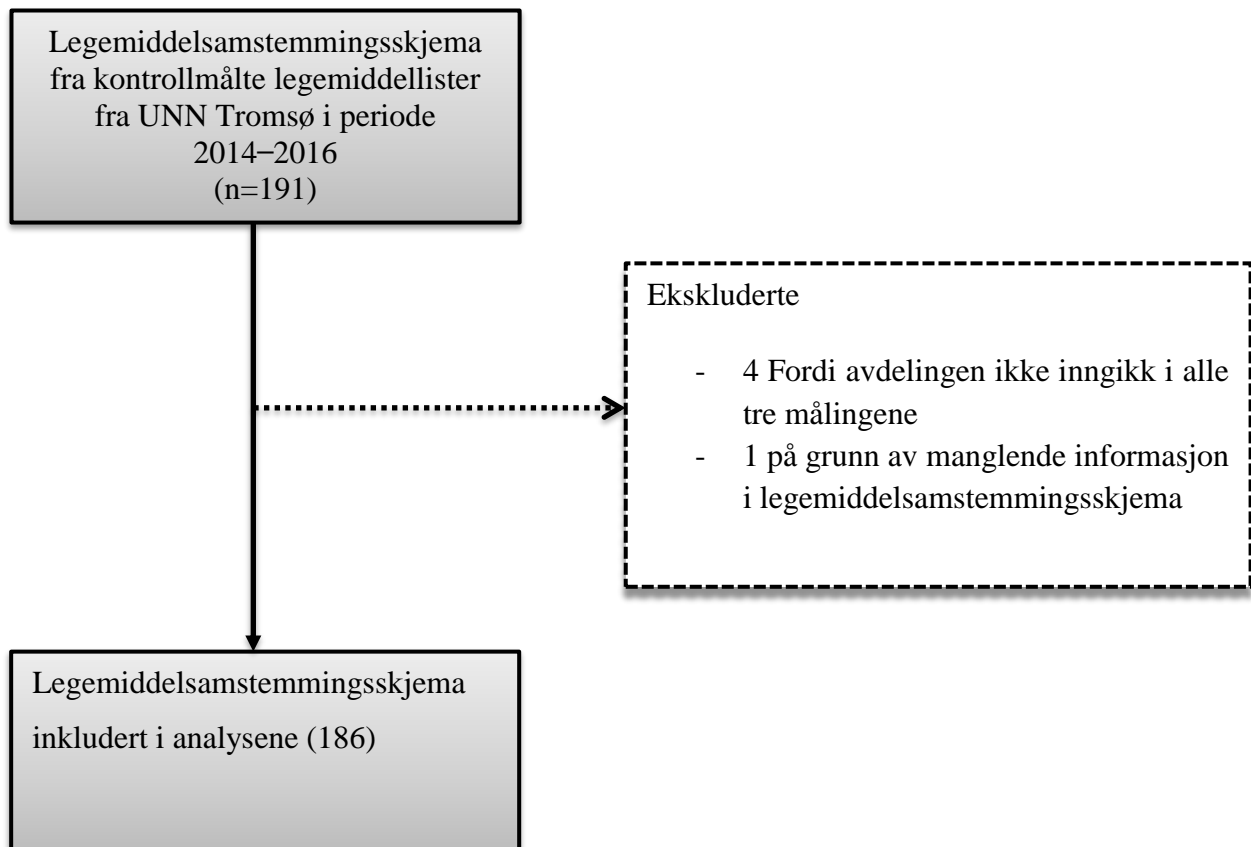 Legemiddelsamstemmingsskjema
fra kontrollmålte legemiddellister
fra UNN Tromsø i periode
2014−2016
(n=191)
Ekskluderte
- 4 Fordi avdelingen ikke inngikk i alle
tre målingene
- 1 på grunn av manglende informasjon
i legemiddelsamstemmingsskjema
Legemiddelsamstemmingsskjema
inkludert i analysene (186)